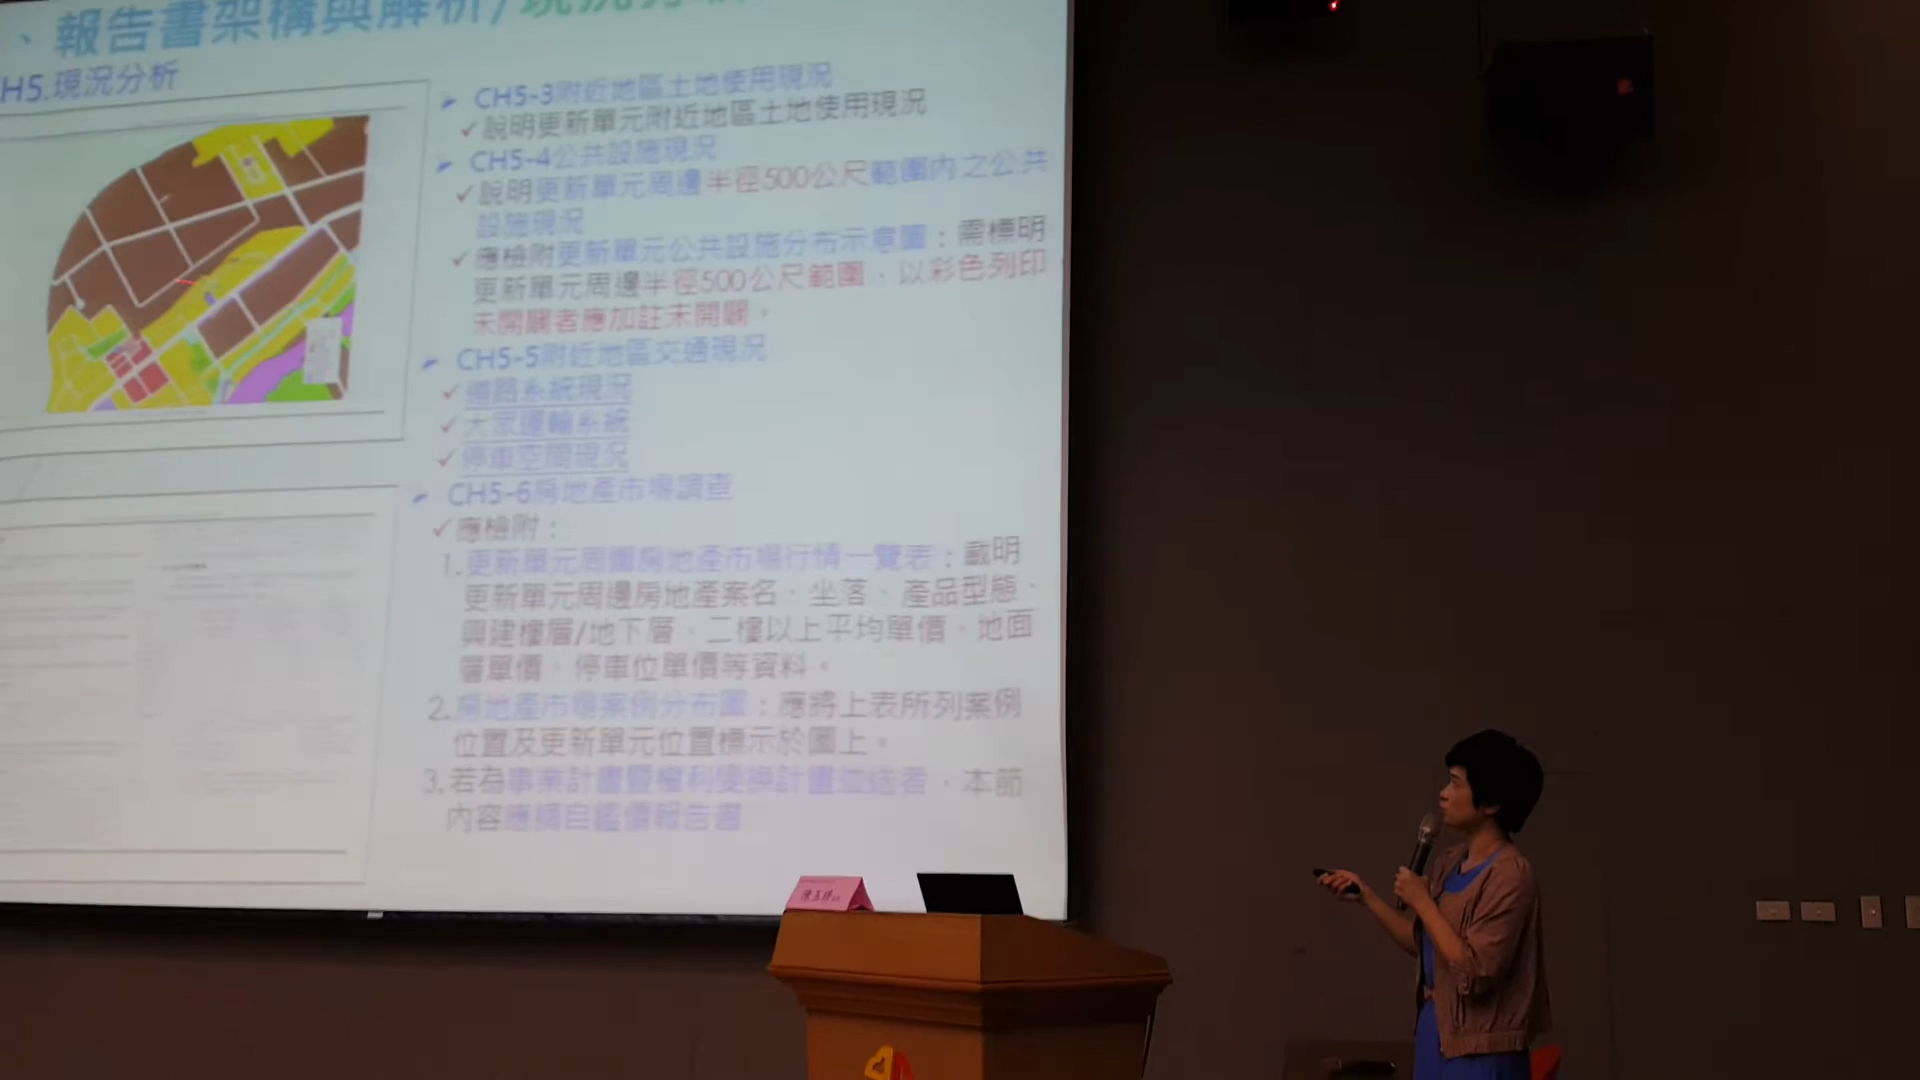 、報告書架構與解析/現況分析
CH5.現況分析
CH5-3附近地區土地使用現況
✓說明更新單元附近地區土地使用現況
CH5-4公共設施現況
✓說明更新單元周邊半徑500公尺範圍內之公共
設施現況
✓應檢附更新單元公共設施分布示意圖：需標明
更新單元周邊半徑500公尺範圍、以彩色列印
未開闢者應加註未開闢。
CH5-5附近地區交通現況
✓道路系統現況
✓大眾運輸系統
✓停車空間現況
CH5-6房地產市場調查
✓應檢附：
1.更新單元周圍房地產市場行情一覽表：載明
更新單元周邊房地產案名、坐落、產品型態、
興建樓層/地下層、二樓以上平均單價、地面
層單價、停車位單價等資料。
2.房地產市場案例分布圖：應將上表所列案例
位置及更新單元位置標示於圖上。
3.若為事業計畫暨權利變換計畫並送者，本節
內容應摘自鑑價報告書